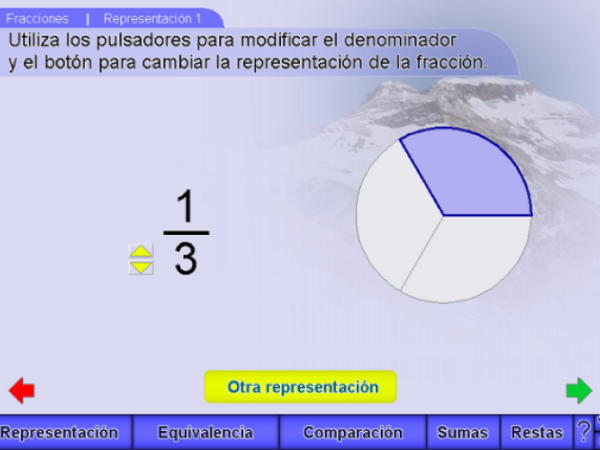 Fracciones | Representación 1
Utiliza los pulsadores para modificar el denominador
y el botón para cambiar la representación de la fracción.
1
3
Otra representación
Representación Equivalencia Comparación Sumas Restas ?